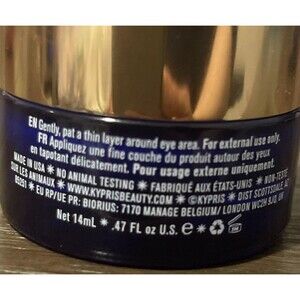 EN Gently, pat a thin layer around eye area. For external use only.
FR Appliquez une fine couche du produit autour des yeux
en tapotant délicatement. Pour usage externe uniquement.
MADE IN USA ✷ NO ANIMAL TESTING ✷ FABRIQUÉ AUX ÉTATS-UNIS ✷ NON-TESTÉ
SUR LES ANIMAUX ✷ WWW.KYPRISBEAUTY.COM ✷ ©KYPRIS ✷ DIST SCOTTSDALE, AZ
85251 ✷ EU RP/UE PR: BIORIUS: 7170 MANAGE BELGIUM/ LONDON WC2H 9JQ, UK
Net 14mL ✷ .47 fl oz U.S. e